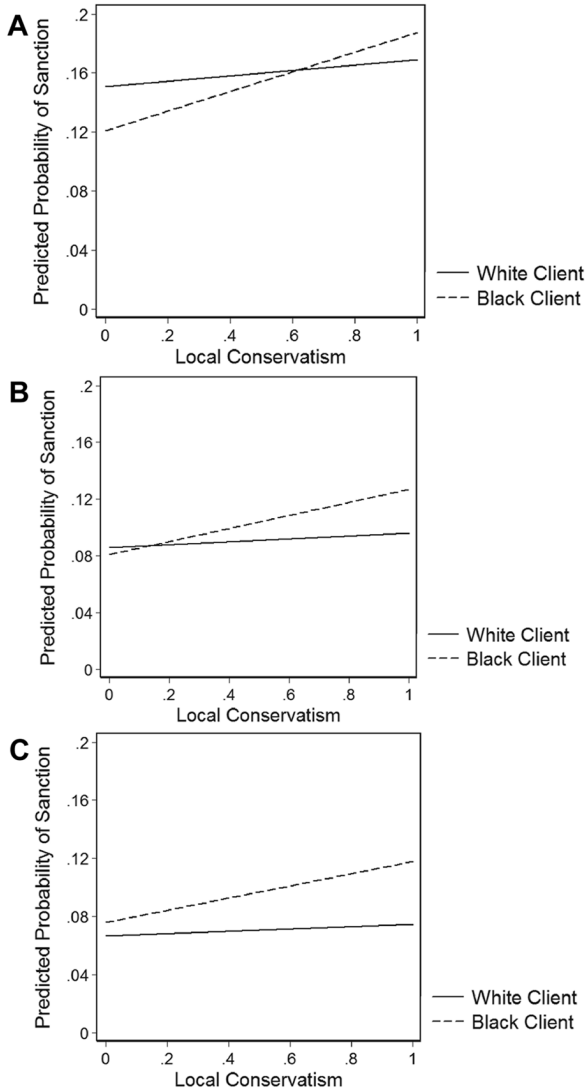 A
Predicted Probability of Sanction
.2
.16
.12
.08
.04
0
0 .2 .4 .6 .8 1
Local Conservatism
White Client
Black Client
B
Predicted Probability of Sanction
.2
.16
.12
.08
.04
0
0 .2 .4 .6 .8 1
Local Conservatism
White Client
Black Client
C
Predicted Probability of Sanction
.2
.16
.12
.08
.04
0
0 .2 .4 .6 .8 1
Local Conservatism
White Client
Black Client